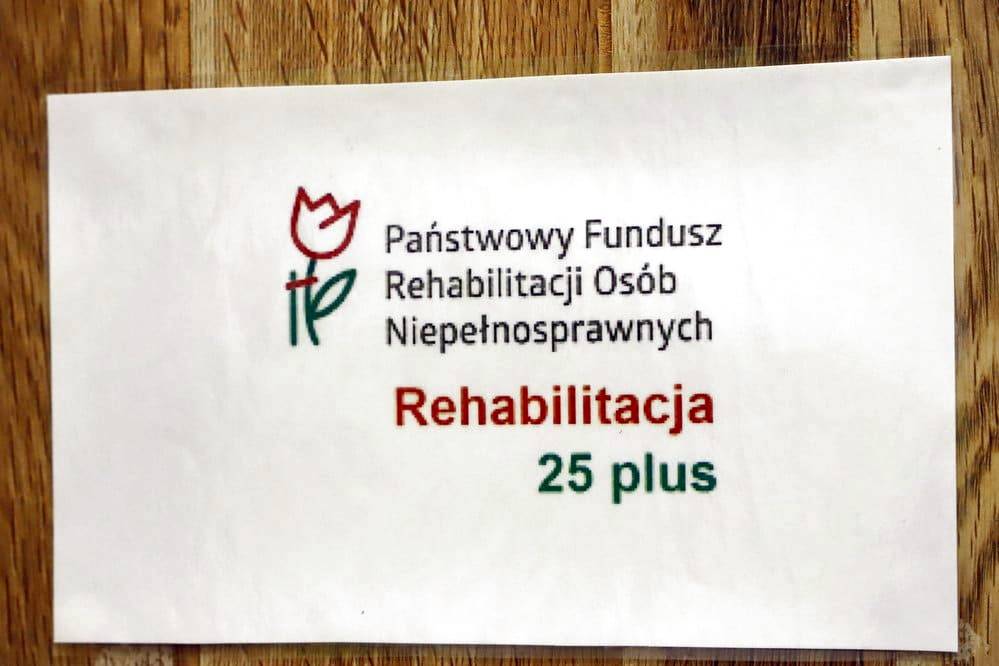 Państwowy Fundusz
Rehabilitacji Osób
Niepełnosprawnych
Rehabilitacja
25 plus